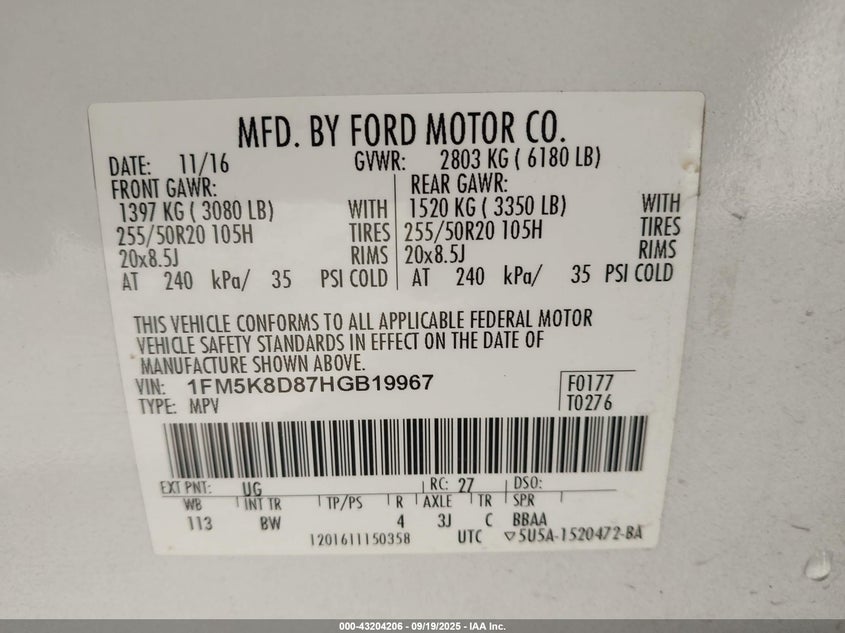 MFD. BY FORD MOTOR CO.
DATE: 11/16 GVWR: 2803 KG ( 6180 LB)
FRONT GAWR: REAR GAWR:
1397 KG ( 3080 LB) WITH 1520 KG ( 3350 LB) WITH
255/50R20 105H TIRES 255/50R20 105H TIRES
20x8.5J RIMS 20x8.5J RIMS
AT 240 kPa/ 35 PSI COLD AT 240 kPa/ 35 PSI COLD
THIS VEHICLE CONFORMS TO ALL APPLICABLE FEDERAL MOTOR
VEHICLE SAFETY STANDARDS IN EFFECT ON THE DATE OF
MANUFACTURE SHOWN ABOVE.
VIN: 1FM5K8D87HGB19967 F0177
TYPE: MPV T0276
EXT PNT: UG RC: 27 DSO:
WB INT TR TP/PS R AXLE TR SPR
113 BW 4 3J C BBAA
1201611150358 UTC ▽5U5A-1520472-BA
000-43204206 - 09/19/2025 - IAA Inc.